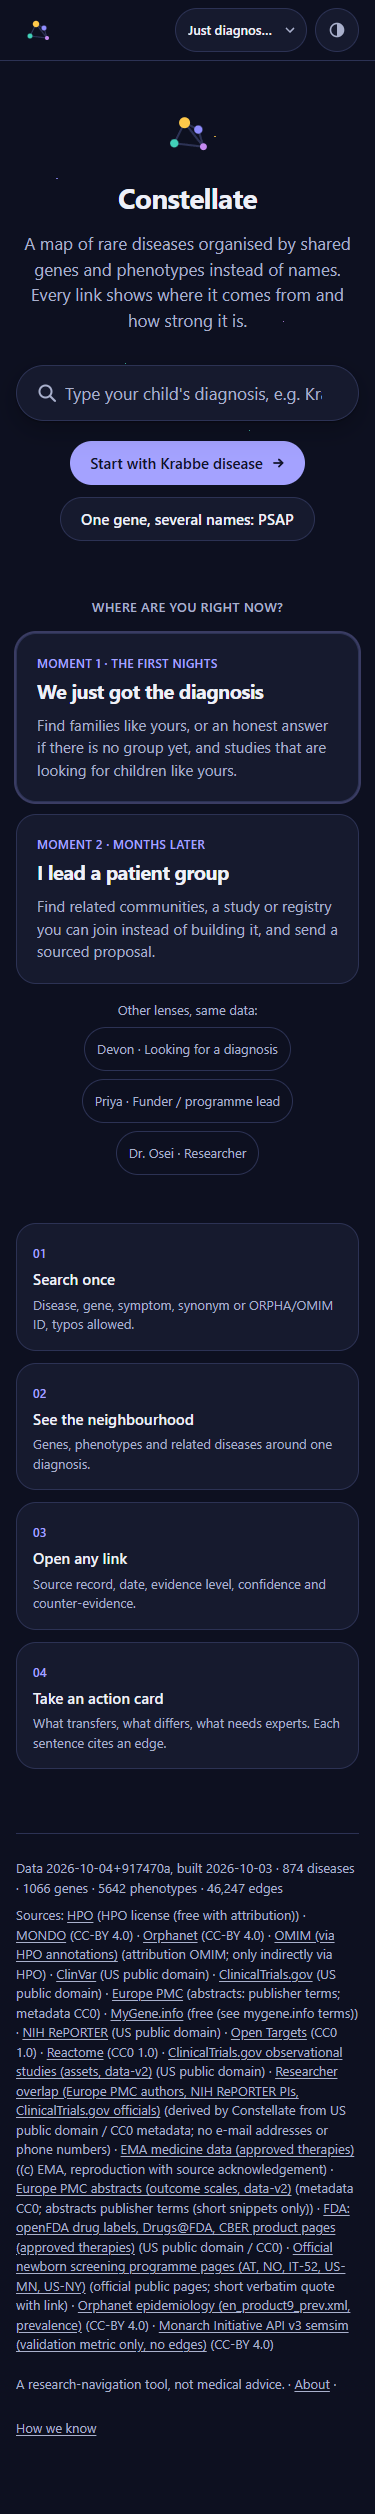 Just diagnos...
Constellate
A map of rare diseases organised by shared
genes and phenotypes instead of names.
Every link shows where it comes from and
how strong it is.
Type your child's diagnosis, e.g. Kr
Start with Krabbe disease →
One gene, several names: PSAP
WHERE ARE YOU RIGHT NOW?
MOMENT 1 · THE FIRST NIGHTS
We just got the diagnosis
Find families like yours, or an honest answer
if there is no group yet, and studies that are
looking for children like yours.
MOMENT 2 · MONTHS LATER
I lead a patient group
Find related communities, a study or registry
you can join instead of building it, and send a
sourced proposal.
Other lenses, same data:
Devon · Looking for a diagnosis
Priya · Funder / programme lead
Dr. Osei · Researcher
01
Search once
Disease, gene, symptom, synonym or ORPHA/OMIM
ID, typos allowed.
02
See the neighbourhood
Genes, phenotypes and related diseases around one
diagnosis.
03
Open any link
Source record, date, evidence level, confidence and
counter-evidence.
04
Take an action card
What transfers, what differs, what needs experts. Each
sentence cites an edge.
Data 2026-10-04+917470a, built 2026-10-03 · 874 diseases
· 1066 genes · 5642 phenotypes · 46,247 edges
Sources: HPO (HPO license (free with attribution)) ·
MONDO (CC-BY 4.0) · Orphanet (CC-BY 4.0) · OMIM (via
HPO annotations) (attribution OMIM; only indirectly via
HPO) · ClinVar (US public domain) · ClinicalTrials.gov (US
public domain) · Europe PMC (abstracts: publisher terms;
metadata CC0) · MyGene.info (free (see mygene.info terms))
· NIH RePORTER (US public domain) · Open Targets (CC0
1.0) · Reactome (CC0 1.0) · ClinicalTrials.gov observational
studies (assets, data-v2) (US public domain) · Researcher
overlap (Europe PMC authors, NIH RePORTER PIs,
ClinicalTrials.gov officials) (derived by Constellate from US
public domain / CC0 metadata; no e-mail addresses or
phone numbers) · EMA medicine data (approved therapies)
((c) EMA, reproduction with source acknowledgement) ·
Europe PMC abstracts (outcome scales, data-v2) (metadata
CC0; abstracts publisher terms (short snippets only)) · FDA:
openFDA drug labels, Drugs@FDA, CBER product pages
(approved therapies) (US public domain / CC0) · Official
newborn screening programme pages (AT, NO, IT-52, US-
MN, US-NY) (official public pages; short verbatim quote
with link) · Orphanet epidemiology (en_product9_prev.xml,
prevalence) (CC-BY 4.0) · Monarch Initiative API v3 semsim
(validation metric only, no edges) (CC-BY 4.0)
A research-navigation tool, not medical advice. · About ·
How we know